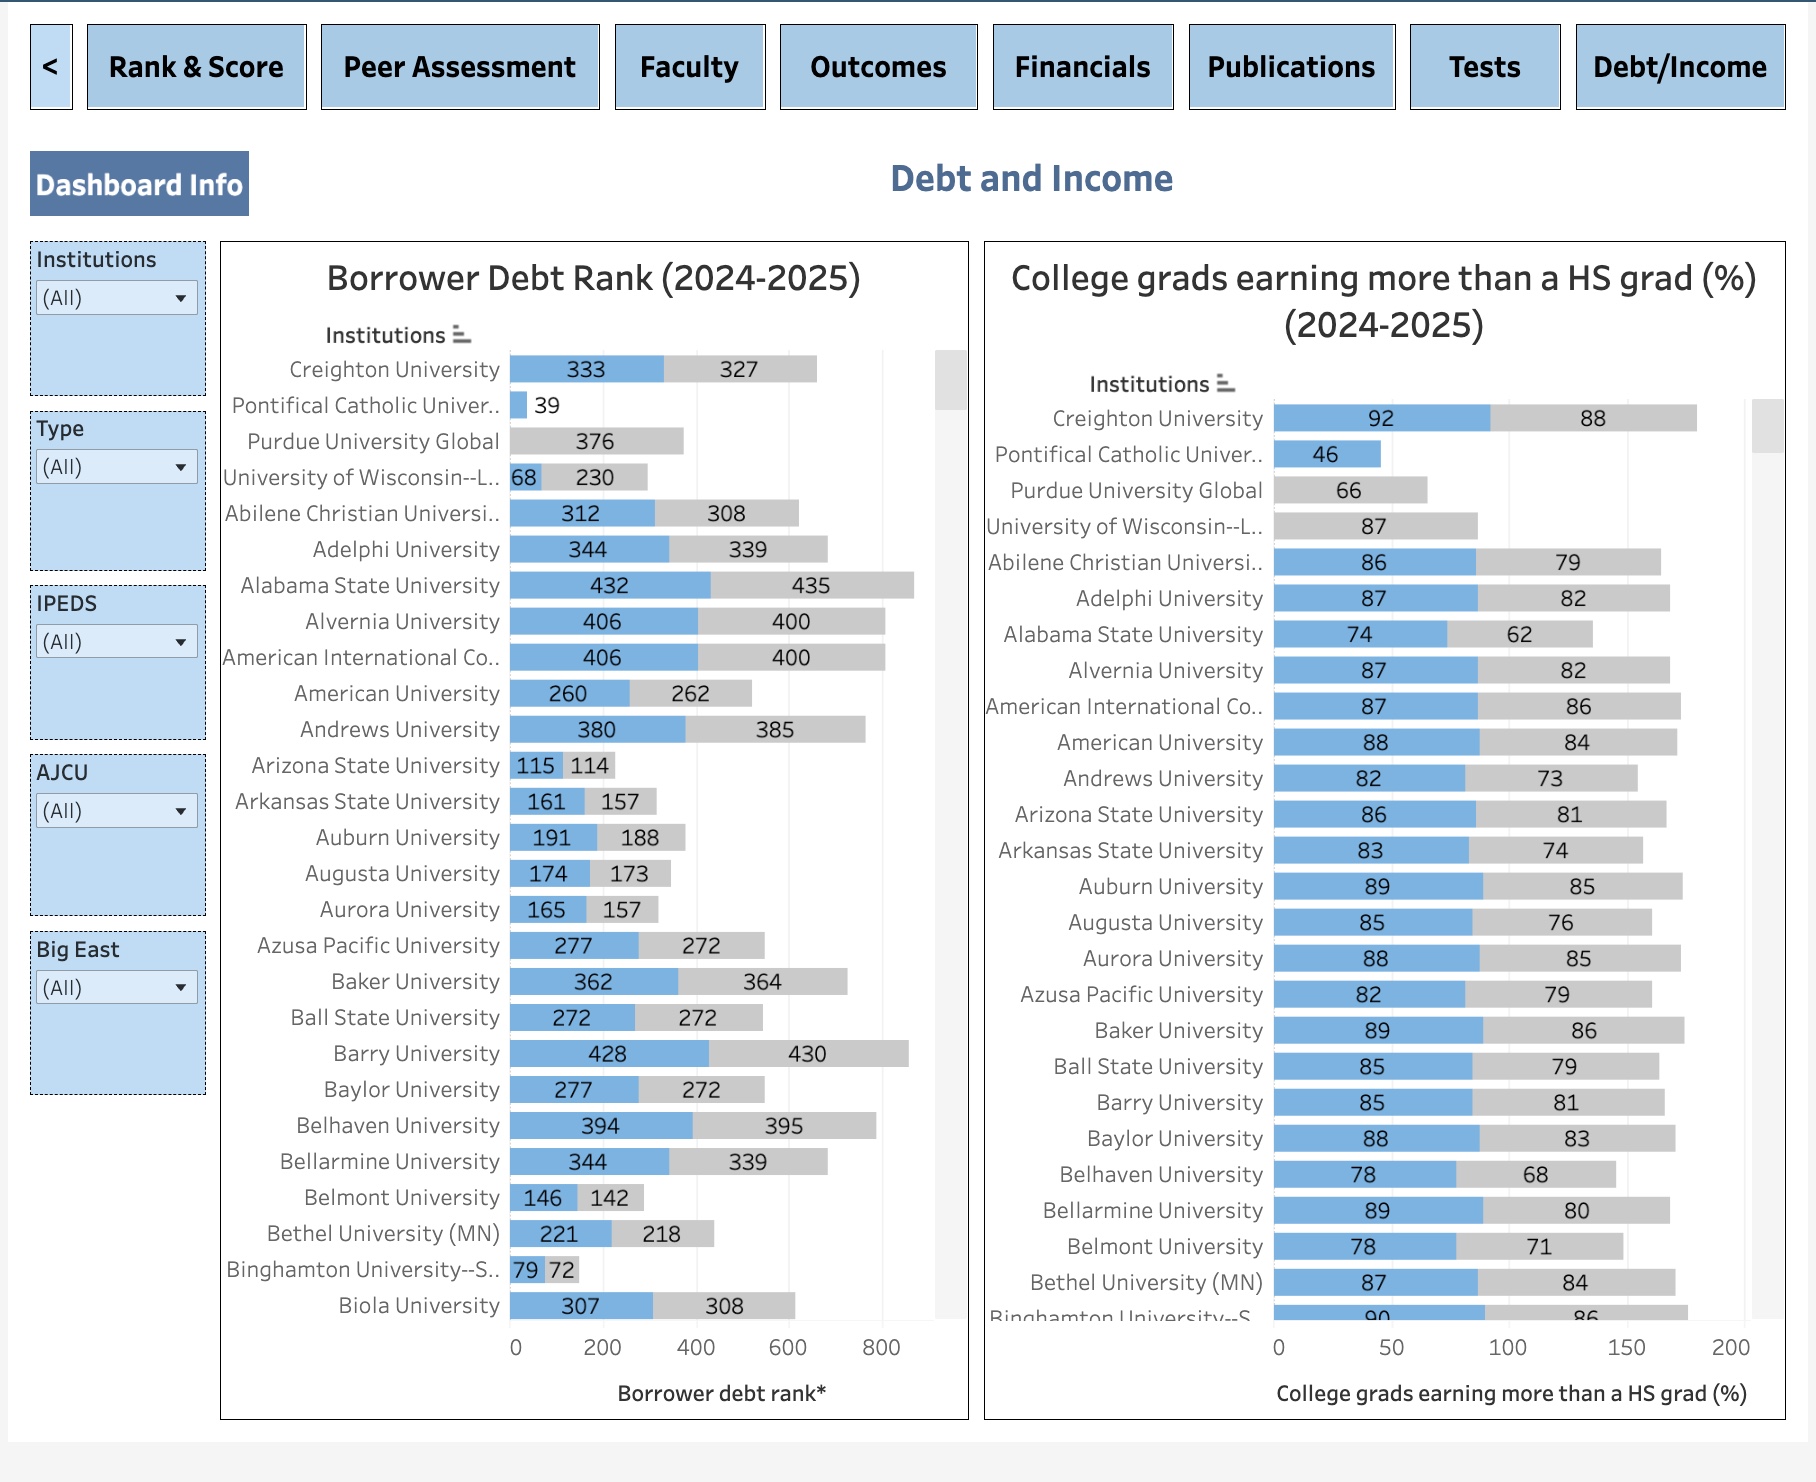 <
Rank & Score
Peer Assessment
Faculty
Outcomes
Financials
Publications
Tests
Debt/Income
Dashboard Info
Debt and Income
Institutions
(All)
Type
(All)
IPEDS
(All)
AJCU
(All)
Big East
(All)
Borrower Debt Rank (2024-2025)
Institutions
Creighton University 333 327
Pontifical Catholic Univer.. 39
Purdue University Global 376
University of Wisconsin--L.. 68 230
Abilene Christian Universi.. 312 308
Adelphi University 344 339
Alabama State University 432 435
Alvernia University 406 400
American International Co.. 406 400
American University 260 262
Andrews University 380 385
Arizona State University 115 114
Arkansas State University 161 157
Auburn University 191 188
Augusta University 174 173
Aurora University 165 157
Azusa Pacific University 277 272
Baker University 362 364
Ball State University 272 272
Barry University 428 430
Baylor University 277 272
Belhaven University 394 395
Bellarmine University 344 339
Belmont University 146 142
Bethel University (MN) 221 218
Binghamton University--S.. 79 72
Biola University 307 308
0 200 400 600 800
Borrower debt rank*
College grads earning more than a HS grad (%)
(2024-2025)
Institutions
Creighton University 92 88
Pontifical Catholic Univer.. 46
Purdue University Global 66
University of Wisconsin--L.. 87
Abilene Christian Universi.. 86 79
Adelphi University 87 82
Alabama State University 74 62
Alvernia University 87 82
American International Co.. 87 86
American University 88 84
Andrews University 82 73
Arizona State University 86 81
Arkansas State University 83 74
Auburn University 89 85
Augusta University 85 76
Aurora University 88 85
Azusa Pacific University 82 79
Baker University 89 86
Ball State University 85 79
Barry University 85 81
Baylor University 88 83
Belhaven University 78 68
Bellarmine University 89 80
Belmont University 78 71
Bethel University (MN) 87 84
Binghamton University--S.. 90 86
0 50 100 150 200
College grads earning more than a HS grad (%)